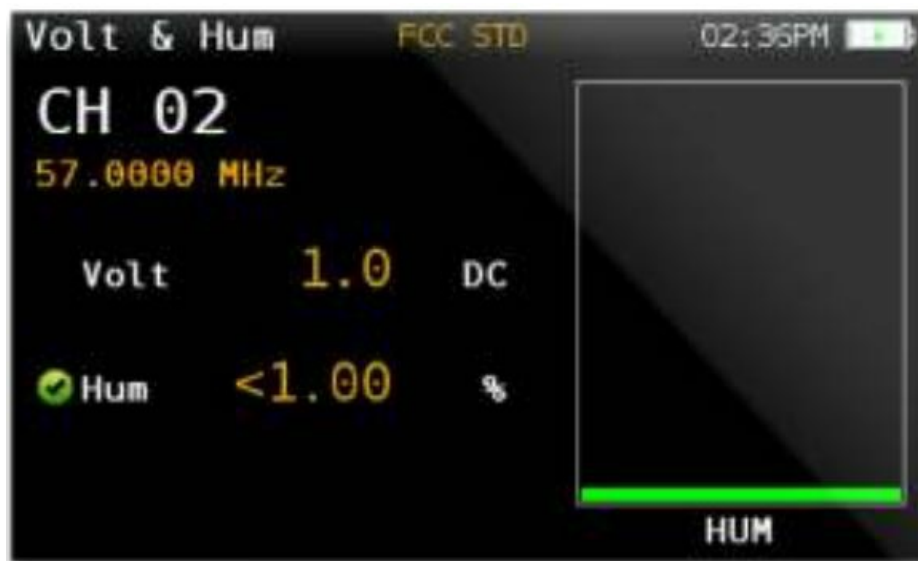 Volt & Hum FCC STD 02:36PM
CH 02
57.0000 MHz
Volt 1.0 DC
Hum <1.00 %
HUM